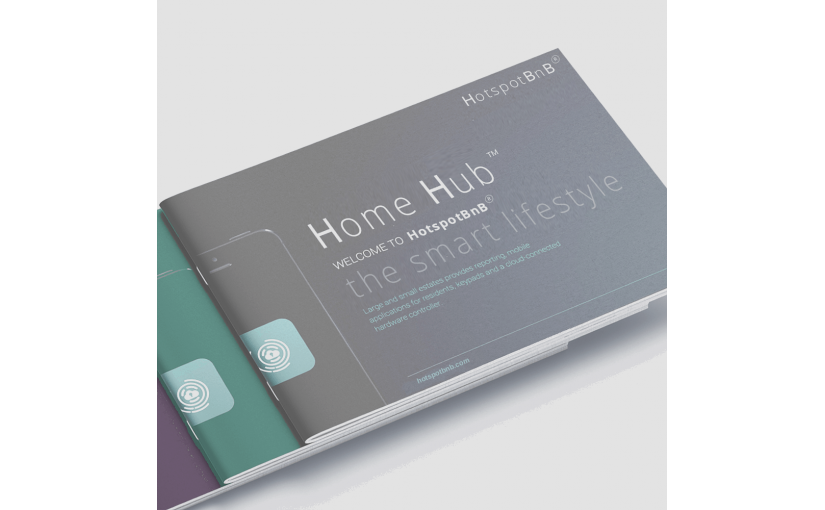 HotspotBnB®
Home Hub™
WELCOME TO HotspotBnB®
the smart lifestyle
Large and small estates provides reporting, mobile
applications for residents, keypads and a cloud-connected
hardware controller.
hotspotbnb.com